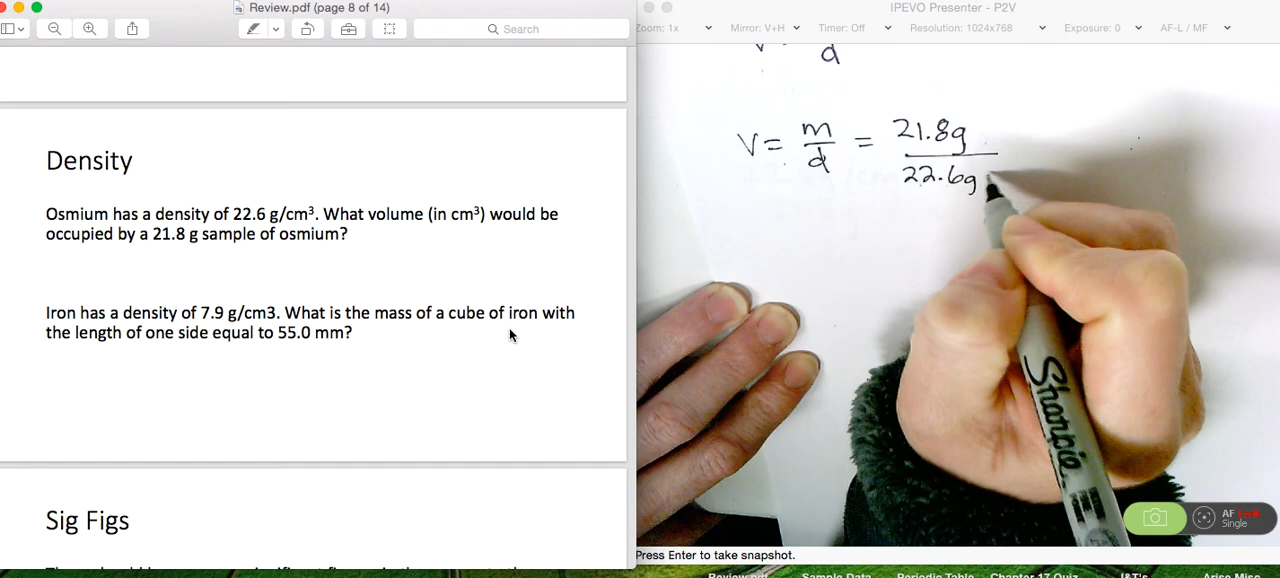 Review.pdf (page 8 of 14)
Search
Density
Osmium has a density of 22.6 g/cm³. What volume (in cm³) would be
occupied by a 21.8 g sample of osmium?
Iron has a density of 7.9 g/cm3. What is the mass of a cube of iron with
the length of one side equal to 55.0 mm?
Sig Figs
IPEVO Presenter - P2V
Zoom: 1x Mirror: V+H Timer: Off Resolution: 1024x768 Exposure: 0 AF-L / MF
d
V = m/d = 21.8g/22.6g
Sharpie
AF
Single
Press Enter to take snapshot.
Review.pdf Sample Data Periodic Table Chapter 17 Quiz J&T's Arise Misc